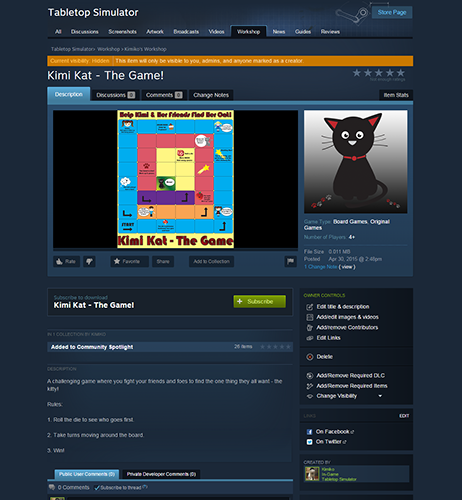 Tabletop Simulator
Store Page
All Discussions Screenshots Artwork Broadcasts Videos Workshop News Guides Reviews
Tabletop Simulator > Workshop > Kimiko's Workshop
Current visibility: Hidden This item will only be visible to you, admins, and anyone marked as a creator.
Kimi Kat - The Game!
Not enough ratings
Description Discussions 0 Comments 0 Change Notes Item Stats
Help Kimi & Her Friends Find Her Cat!
START
Kimi Kat - The Game
Game Type: Board Games, Original Games
Number of Players: 4+
File Size 0.011 MB
Posted Apr 30, 2016 @ 2:48pm
1 Change Note ( view )
Rate Favorite Share Add to Collection
Subscribe to download
Kimi Kat - The Game!
Subscribe
IN 1 COLLECTION BY KIMIKO
Added to Community Spotlight 26 items
DESCRIPTION
A challenging game where you fight your friends and foes to find the one thing they all want - the kitty!
Rules:
1. Roll the die to see who goes first.
2. Take turns moving around the board.
3. Win!
Public User Comments (0) Private Developer Comments (0)
0 Comments Subscribe to thread (?)
OWNER CONTROLS
Edit title & description
Add/edit images & videos
Add/remove Contributors
Edit Links
Delete
Add/Remove Required DLC
Add/Remove Required Items
Change Visibility
LINKS EDIT
On Facebook
On Twitter
CREATED BY
Kimiko
In-Game
Tabletop Simulator